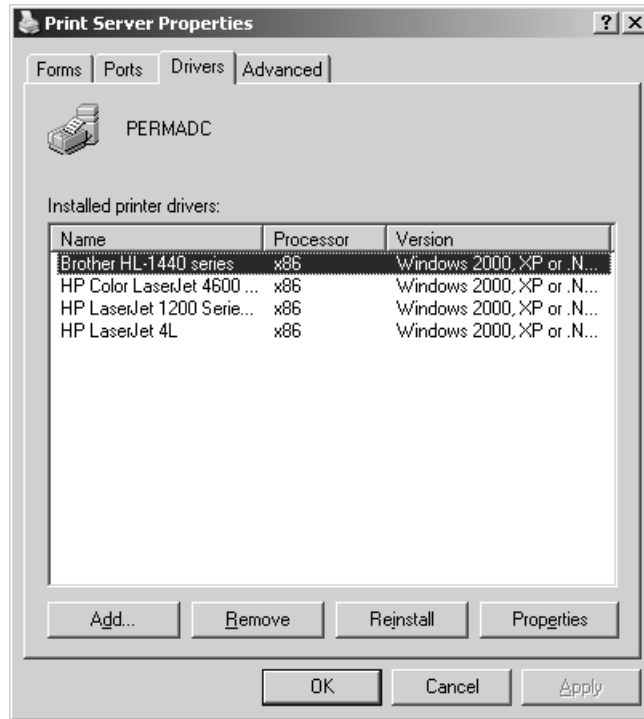 Print Server Properties
Forms Ports Drivers Advanced
PERMADC
Installed printer drivers:
Name Processor Version
Brother HL-1440 series x86 Windows 2000, XP or .N...
HP Color LaserJet 4600 ... x86 Windows 2000, XP or .N...
HP LaserJet 1200 Serie... x86 Windows 2000, XP or .N...
HP LaserJet 4L x86 Windows 2000, XP or .N...
Add... Remove Reinstall Properties
OK Cancel Apply